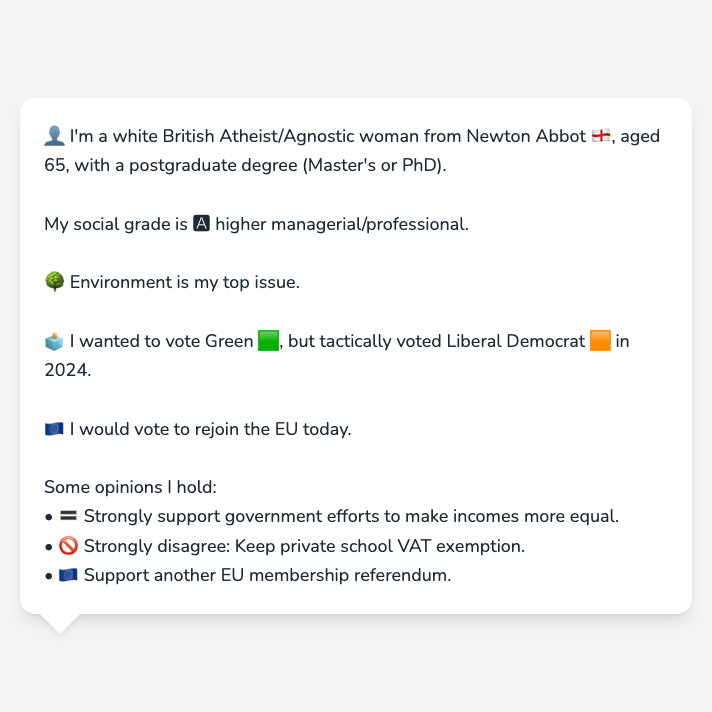 👤 I'm a white British Atheist/Agnostic woman from Newton Abbot 🏴󠁧󠁢󠁥󠁮󠁧󠁿, aged
65, with a postgraduate degree (Master's or PhD).
My social grade is 🅰 higher managerial/professional.
🌳 Environment is my top issue.
🗳️ I wanted to vote Green 🟩, but tactically voted Liberal Democrat 🟧 in
2024.
🇪🇺 I would vote to rejoin the EU today.
Some opinions I hold:
• 🟰 Strongly support government efforts to make incomes more equal.
• 🚫 Strongly disagree: Keep private school VAT exemption.
• 🇪🇺 Support another EU membership referendum.